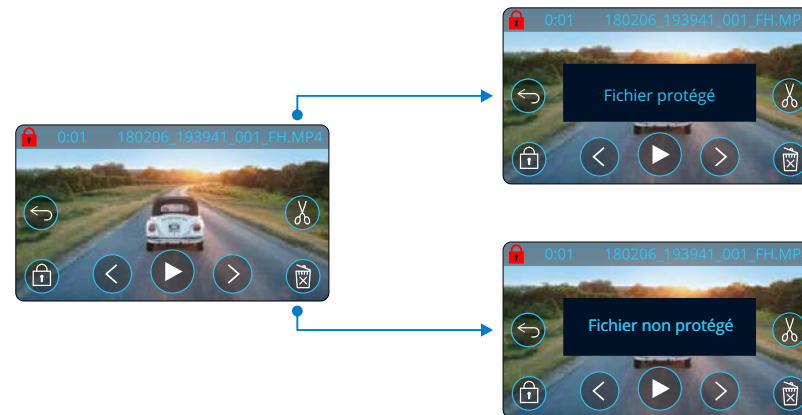 0:01 180206_193941_001_FH.MP4
0:01 180206_193941_001_FH.MP
Fichier protégé
0:01 180206_193941_001_FH.MP
Fichier non protégé